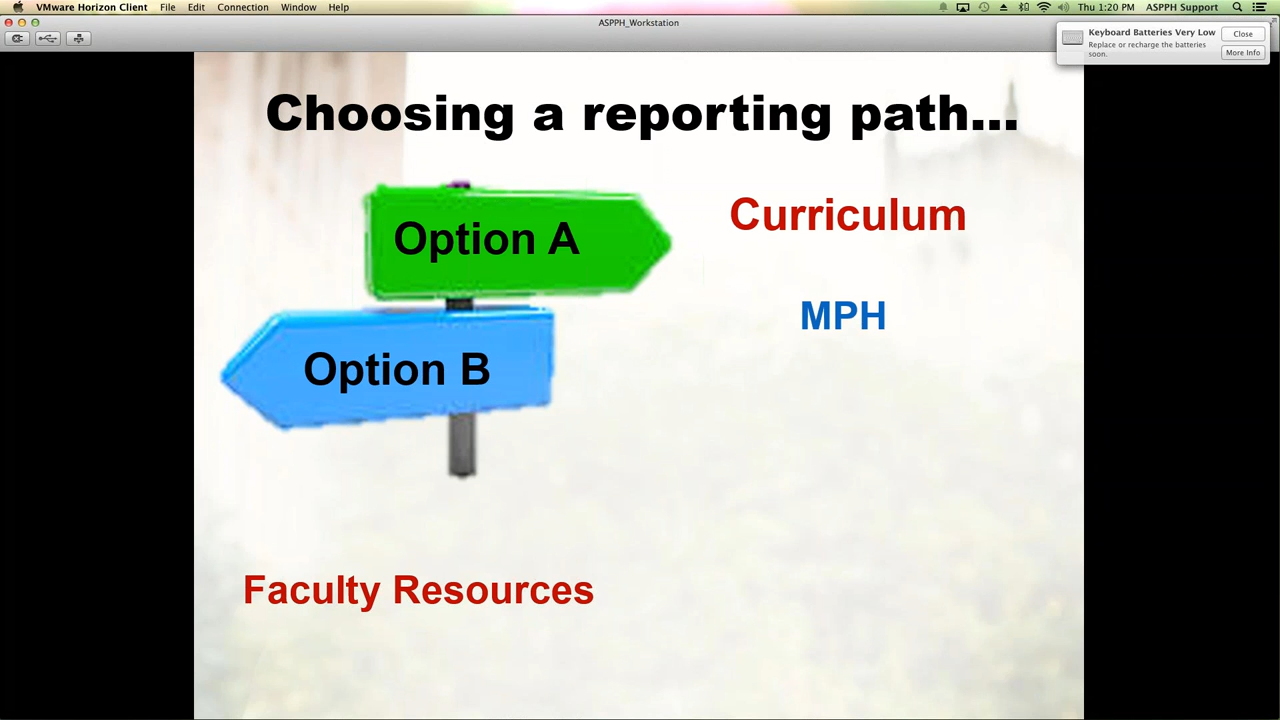 VMware Horizon Client File Edit Connection Window Help Thu 1:20 PM ASPPH Support
ASPPH_Workstation
Keyboard Batteries Very Low
Replace or recharge the batteries
soon.
Close
More Info
Choosing a reporting path...
Option A
Curriculum
MPH
Option B
Faculty Resources